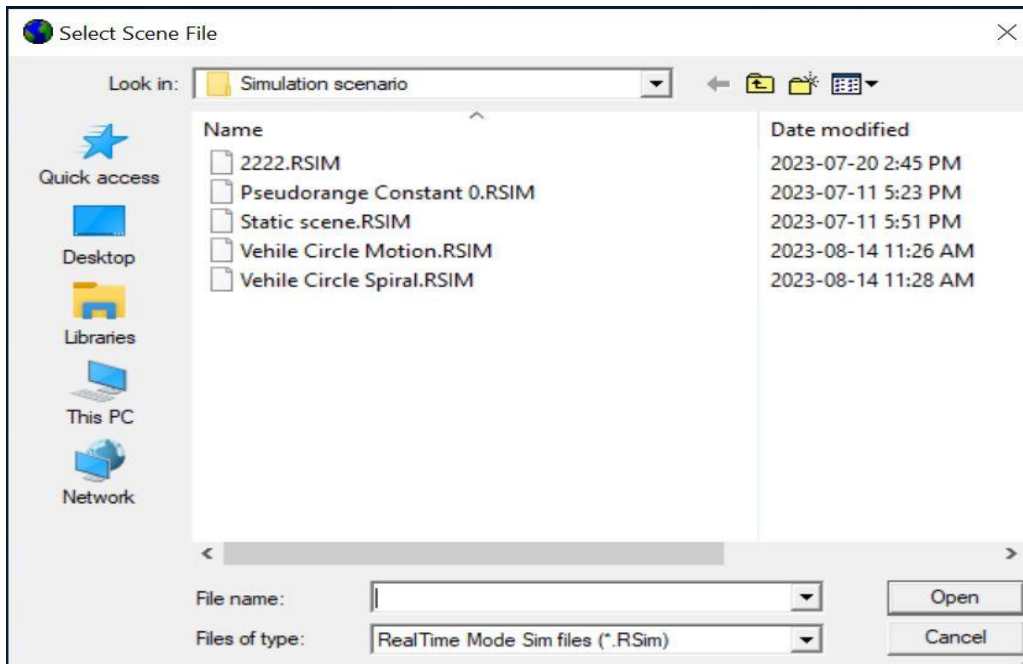 Select Scene File
Look in: Simulation scenario
Name Date modified
2222.RSIM 2023-07-20 2:45 PM
Pseudorange Constant 0.RSIM 2023-07-11 5:23 PM
Static scene.RSIM 2023-07-11 5:51 PM
Vehile Circle Motion.RSIM 2023-08-14 11:26 AM
Vehile Circle Spiral.RSIM 2023-08-14 11:28 AM
Quick access
Desktop
Libraries
This PC
Network
File name: Open
Files of type: RealTime Mode Sim files (*.RSim) Cancel